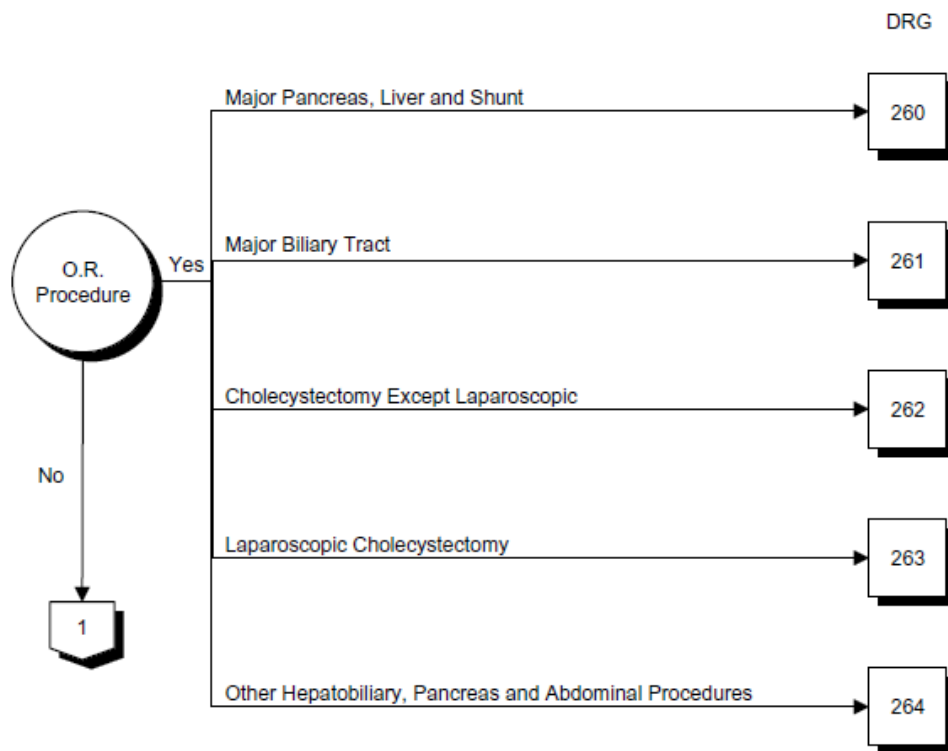 DRG
Major Pancreas, Liver and Shunt
260
Major Biliary Tract
261
O.R.
Procedure
Yes
Cholecystectomy Except Laparoscopic
262
No
Laparoscopic Cholecystectomy
263
1
Other Hepatobiliary, Pancreas and Abdominal Procedures
264